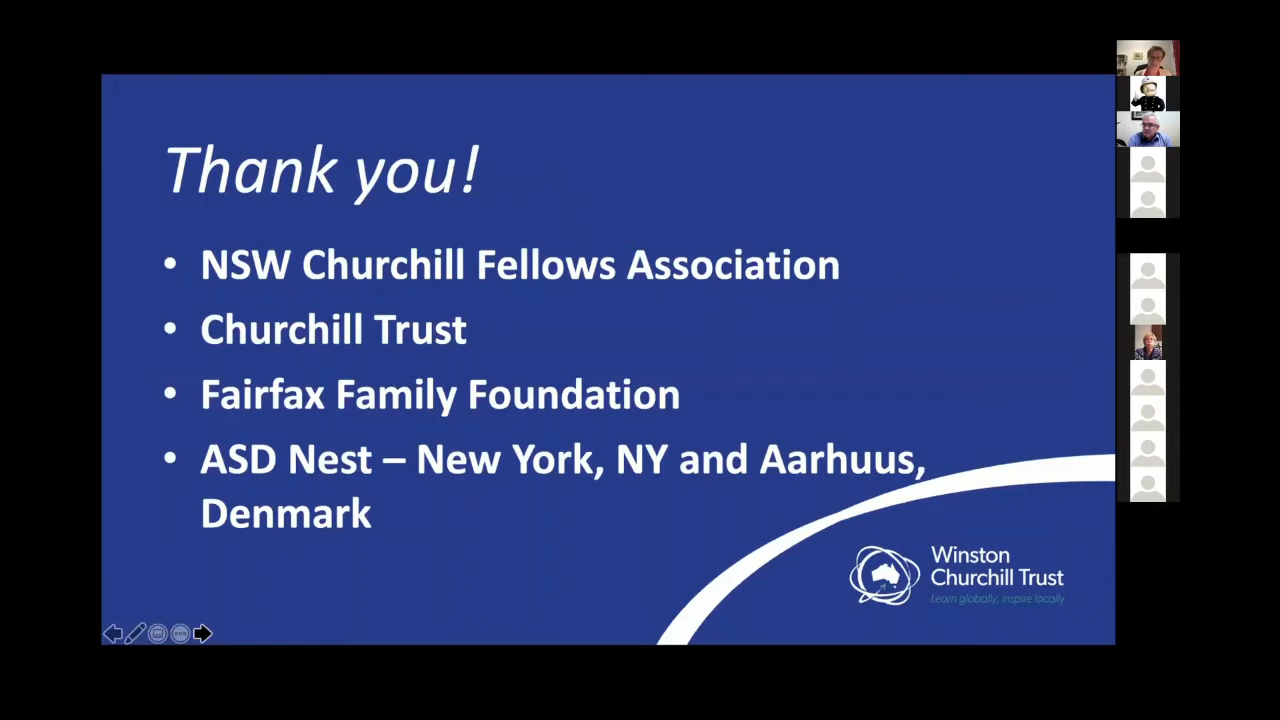 Thank you!
• NSW Churchill Fellows Association
• Churchill Trust
• Fairfax Family Foundation
• ASD Nest – New York, NY and Aarhuus,
Denmark
Winston
Churchill Trust
Learn globally, inspire locally.